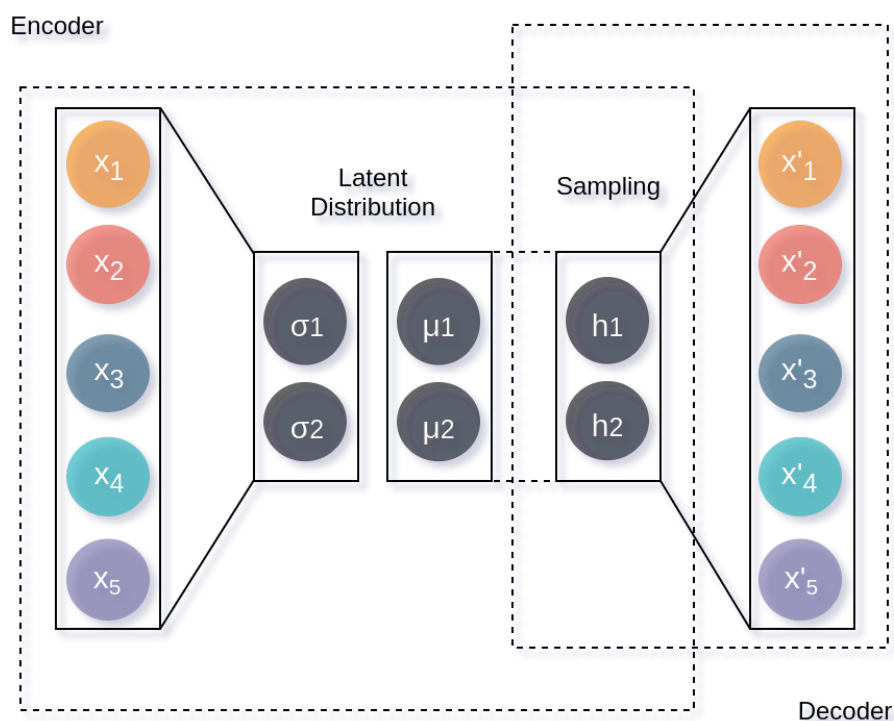 Encoder
Latent
Distribution
Sampling
x1
x2
x3
x4
x5
σ1
σ2
μ1
μ2
h1
h2
x'1
x'2
x'3
x'4
x'5
Decoder